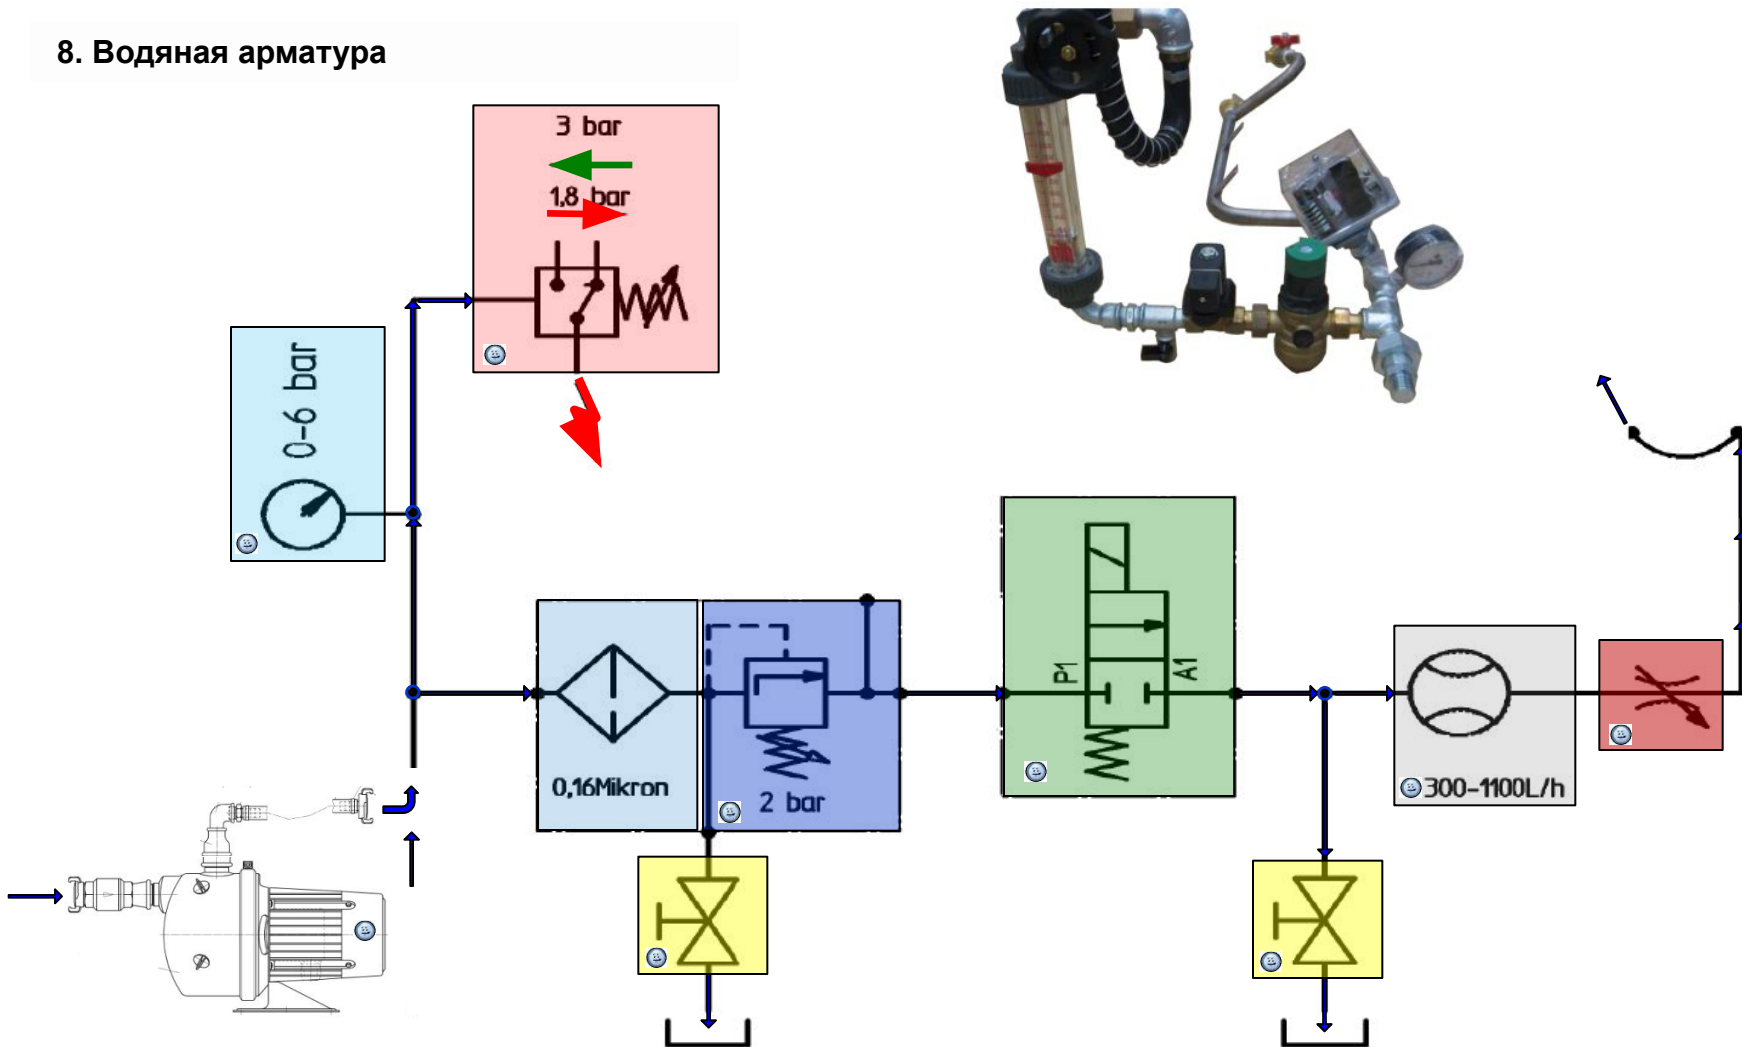 8. Водяная арматура
3 bar
1,8 bar
0-6 bar
0,16Mikron
2 bar
P1
A1
300-1100L/h